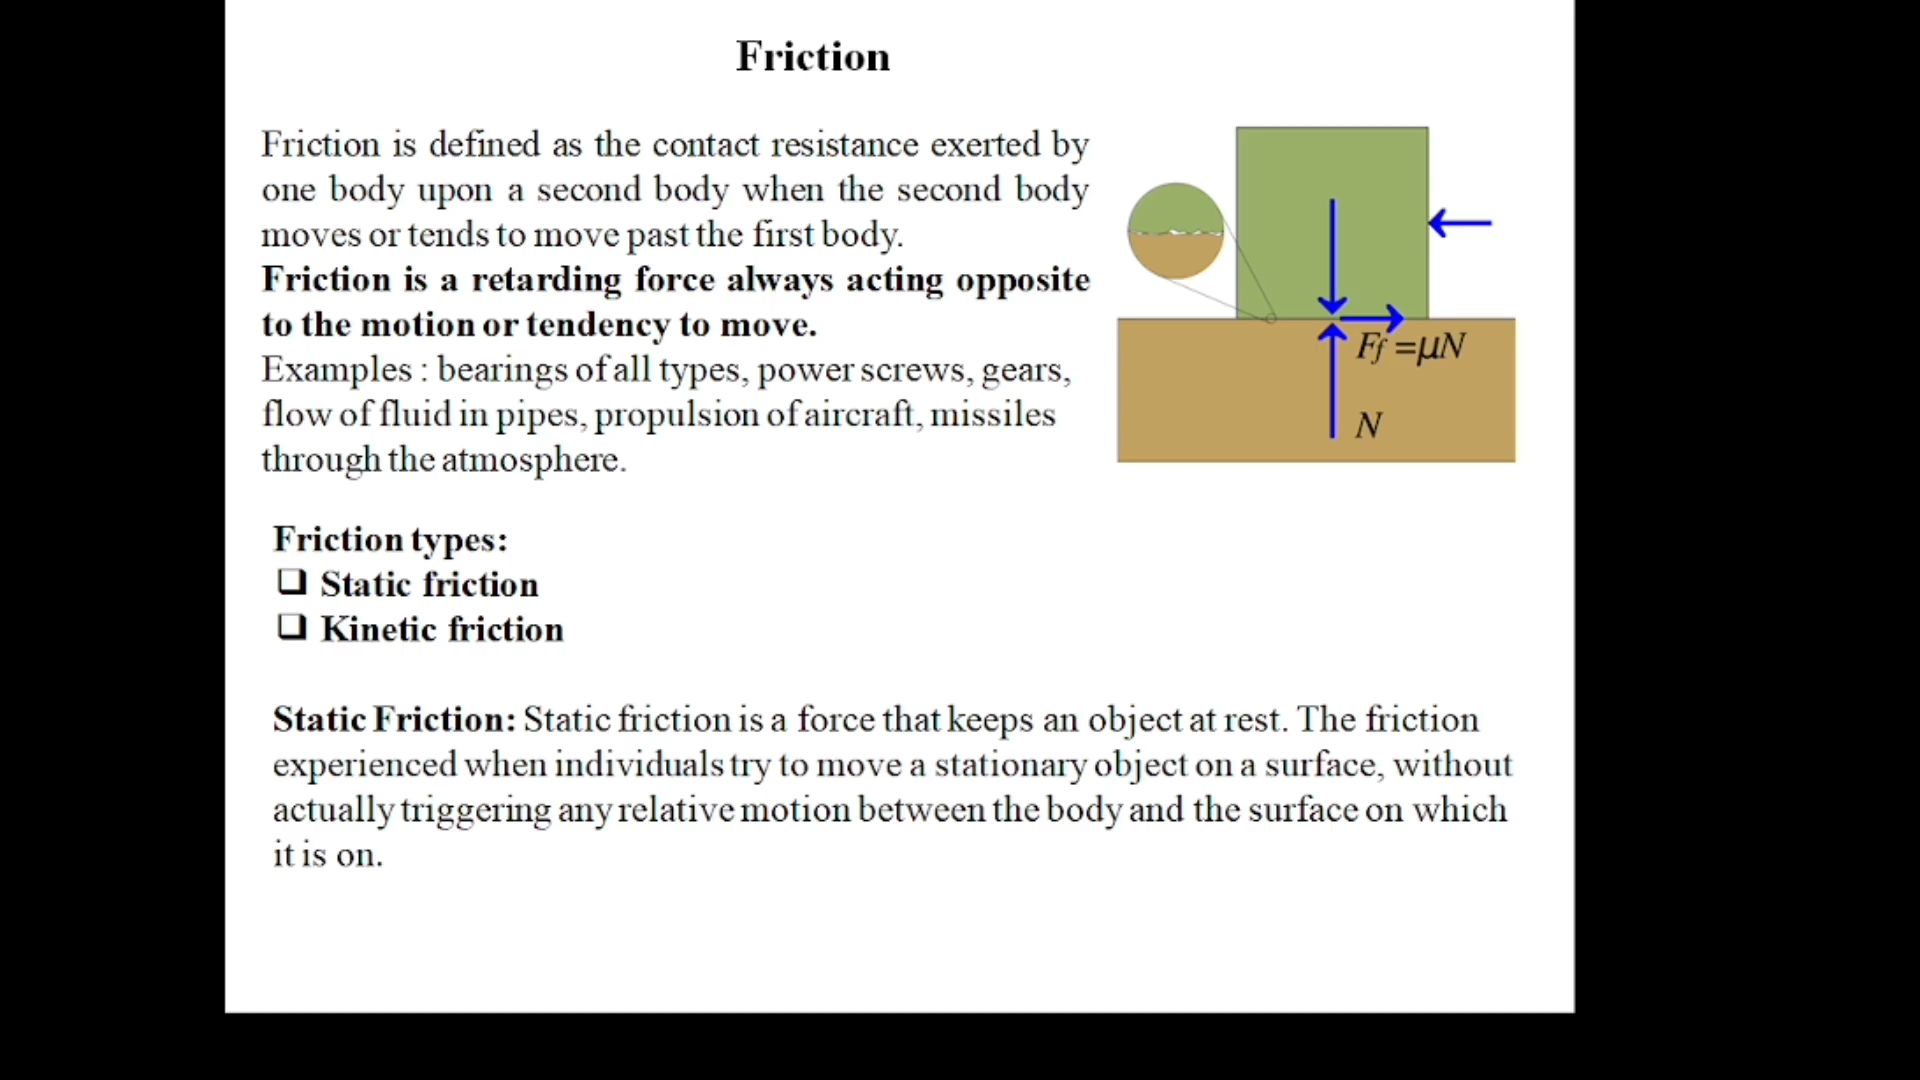 Friction
Friction is defined as the contact resistance exerted by
one body upon a second body when the second body
moves or tends to move past the first body.
Friction is a retarding force always acting opposite
to the motion or tendency to move.
Examples : bearings of all types, power screws, gears,
flow of fluid in pipes, propulsion of aircraft, missiles
through the atmosphere.
Ff =μN
N
Friction types:
❑ Static friction
❑ Kinetic friction
Static Friction: Static friction is a force that keeps an object at rest. The friction
experienced when individuals try to move a stationary object on a surface, without
actually triggering any relative motion between the body and the surface on which
it is on.